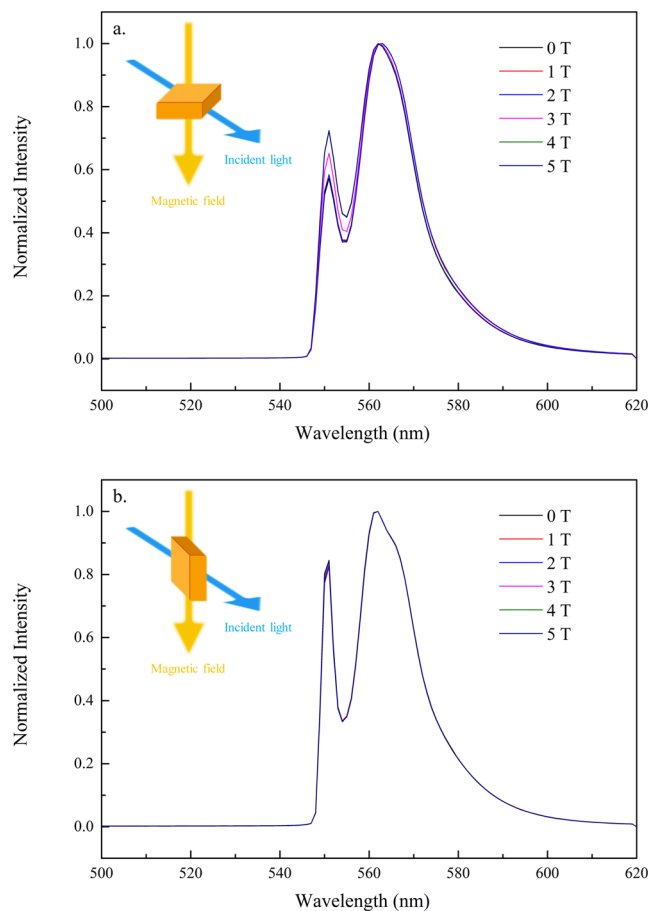 a.
Incident light
Magnetic field
0 T
1 T
2 T
3 T
4 T
5 T
Normalized Intensity
1.0
0.8
0.6
0.4
0.2
0.0
500 520 540 560 580 600 620
Wavelength (nm)
b.
Incident light
Magnetic field
0 T
1 T
2 T
3 T
4 T
5 T
Normalized Intensity
1.0
0.8
0.6
0.4
0.2
0.0
500 520 540 560 580 600 620
Wavelength (nm)